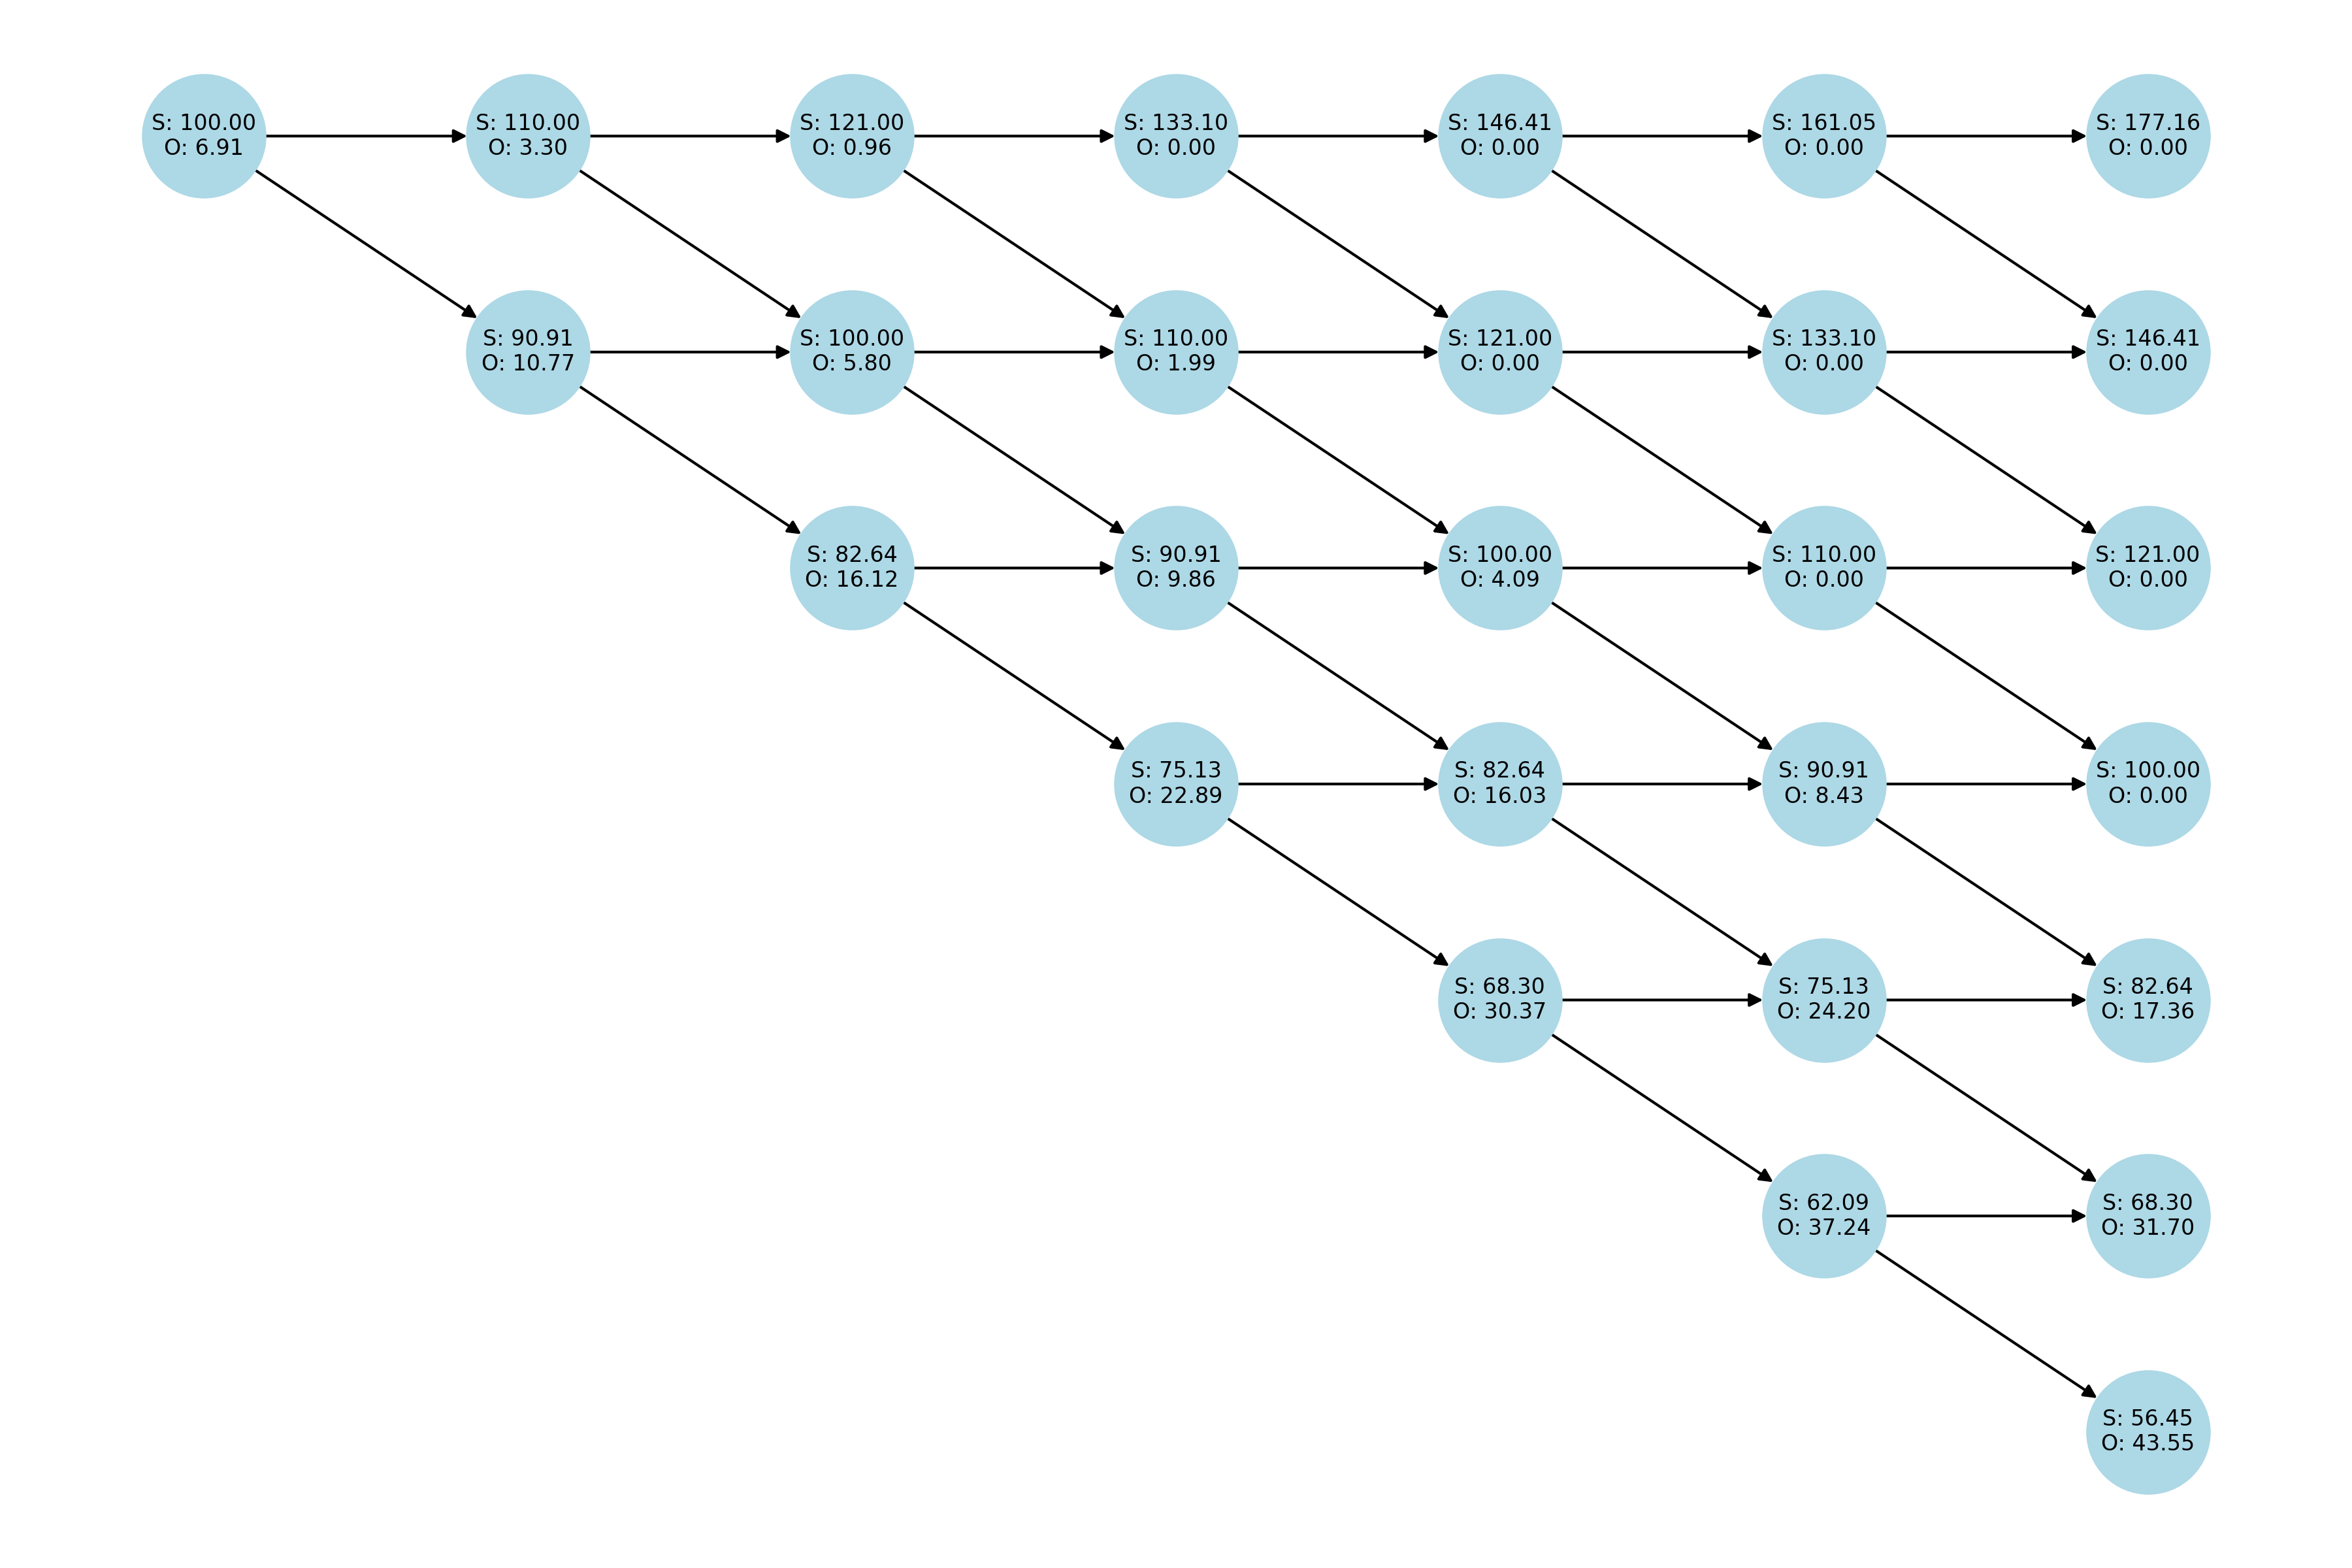 S: 100.00
O: 6.91
S: 110.00
O: 3.30
S: 121.00
O: 0.96
S: 133.10
O: 0.00
S: 146.41
O: 0.00
S: 161.05
O: 0.00
S: 177.16
O: 0.00
S: 90.91
O: 10.77
S: 100.00
O: 5.80
S: 110.00
O: 1.99
S: 121.00
O: 0.00
S: 133.10
O: 0.00
S: 146.41
O: 0.00
S: 82.64
O: 16.12
S: 90.91
O: 9.86
S: 100.00
O: 4.09
S: 110.00
O: 0.00
S: 121.00
O: 0.00
S: 75.13
O: 22.89
S: 82.64
O: 16.03
S: 90.91
O: 8.43
S: 100.00
O: 0.00
S: 68.30
O: 30.37
S: 75.13
O: 24.20
S: 82.64
O: 17.36
S: 62.09
O: 37.24
S: 68.30
O: 31.70
S: 56.45
O: 43.55